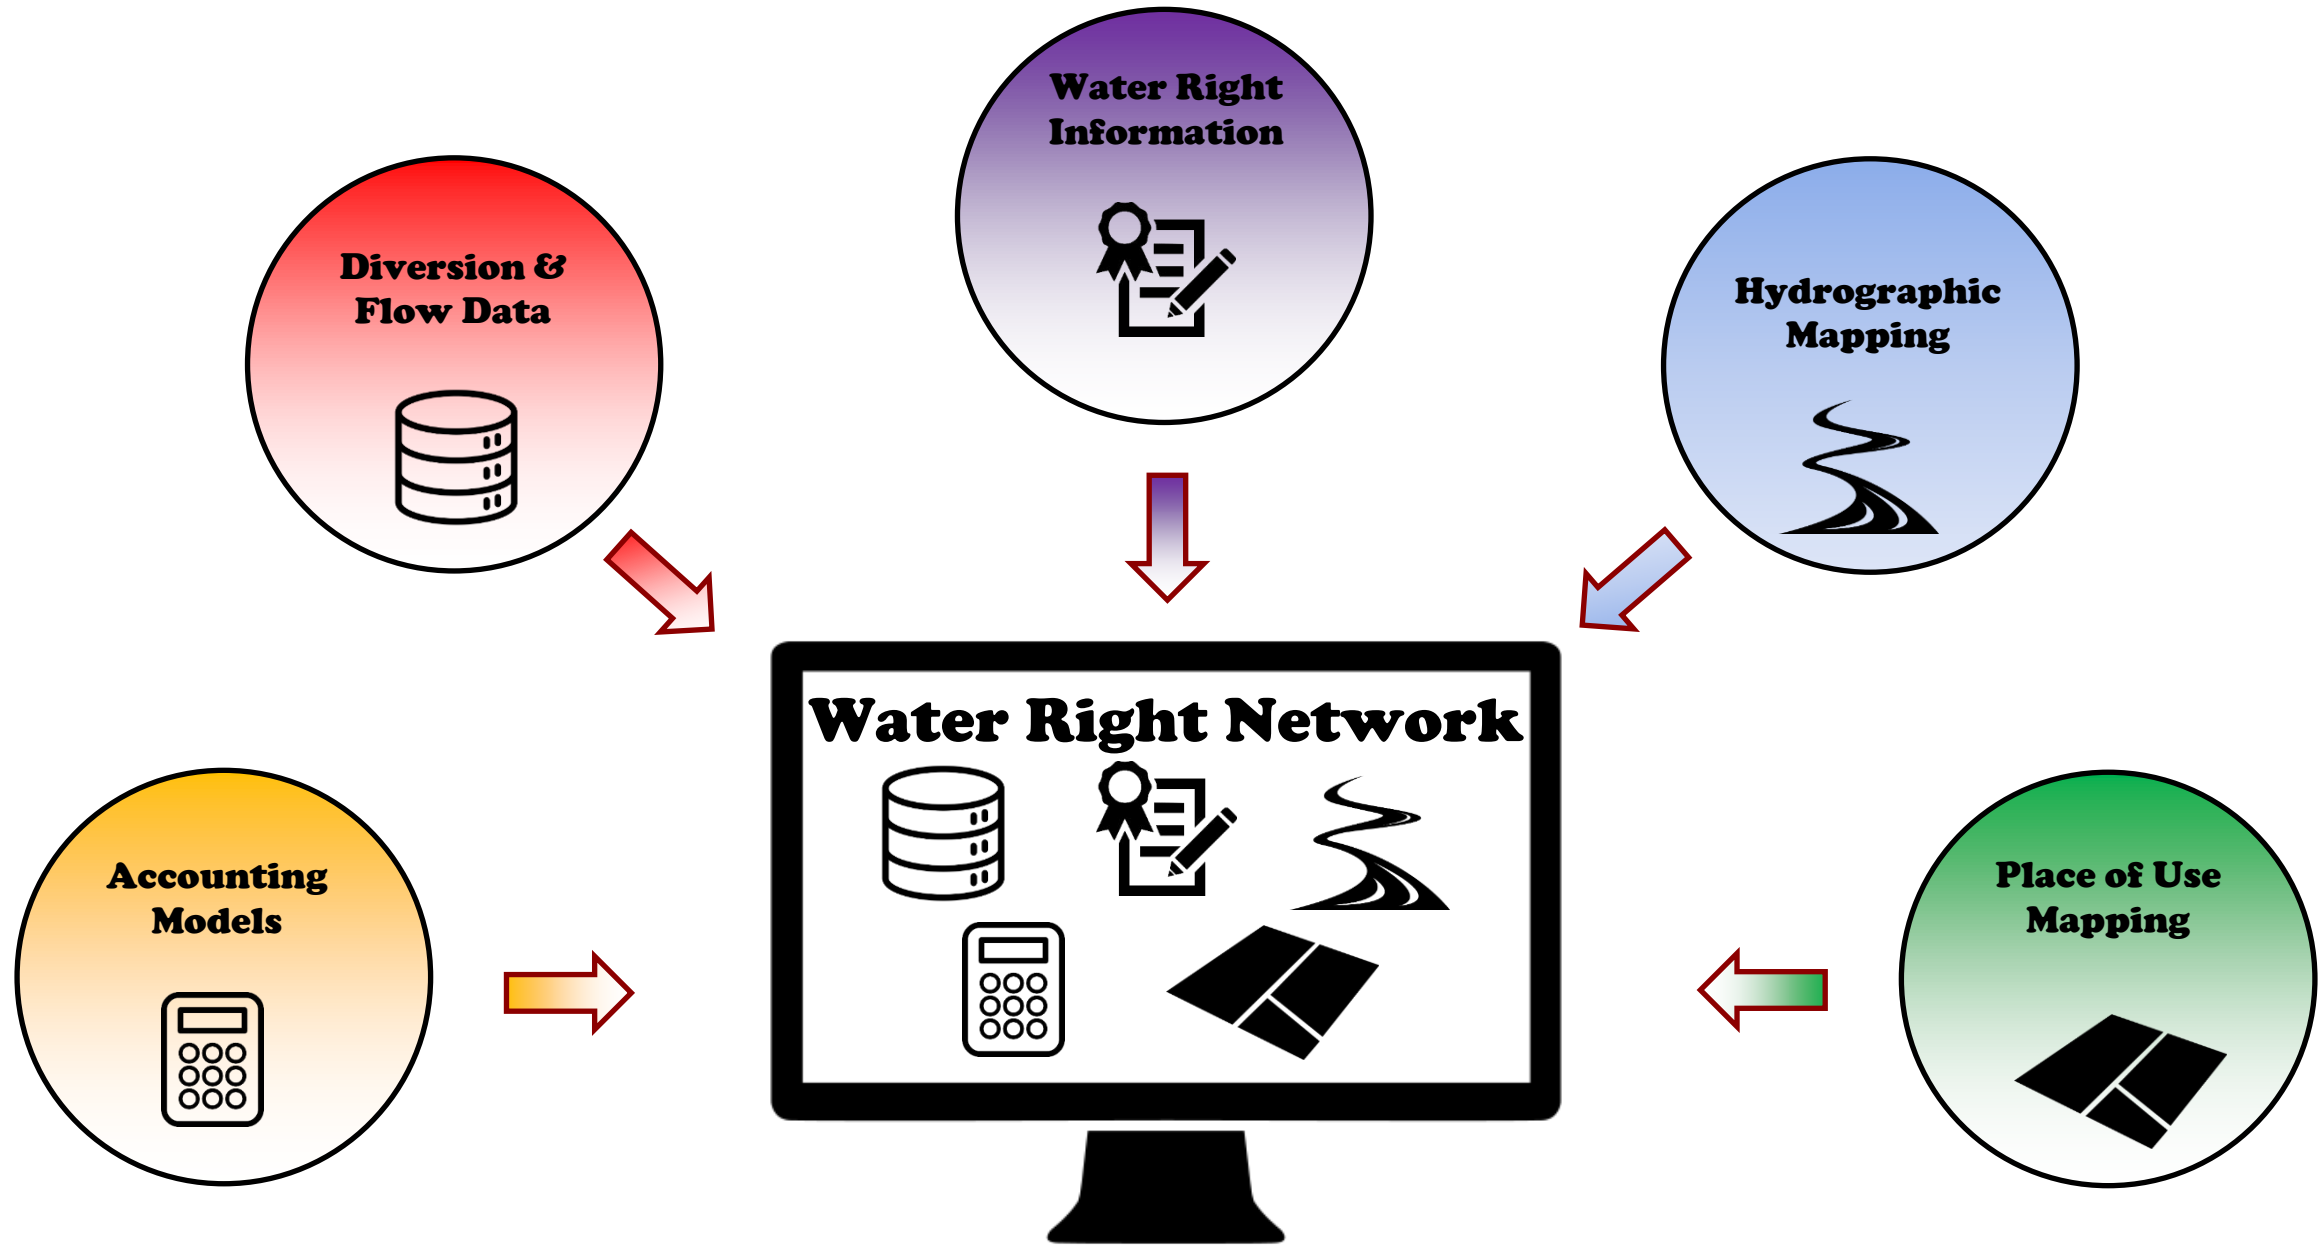 Water Right
Information
Diversion &
Flow Data
Hydrographic
Mapping
Water Right Network
Accounting
Models
Place of Use
Mapping